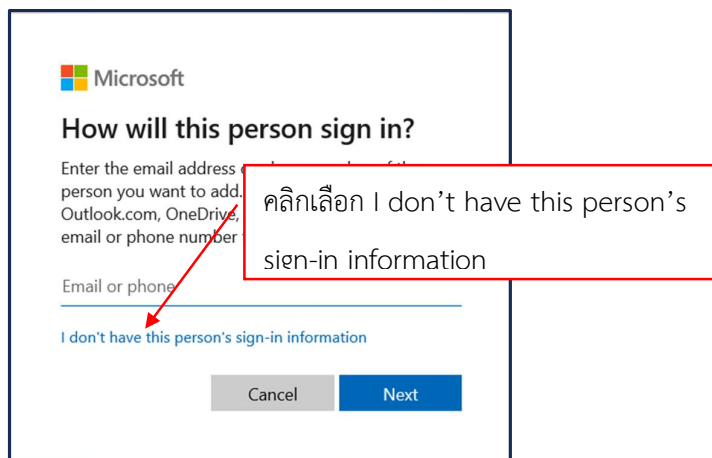 Microsoft
How will this person sign in?
Enter the email address
person you want to add.
Outlook.com, OneDrive,
email or phone number
คลิกเลือก I don't have this person's
sign-in information
Email or phone
I don't have this person's sign-in information
Cancel
Next